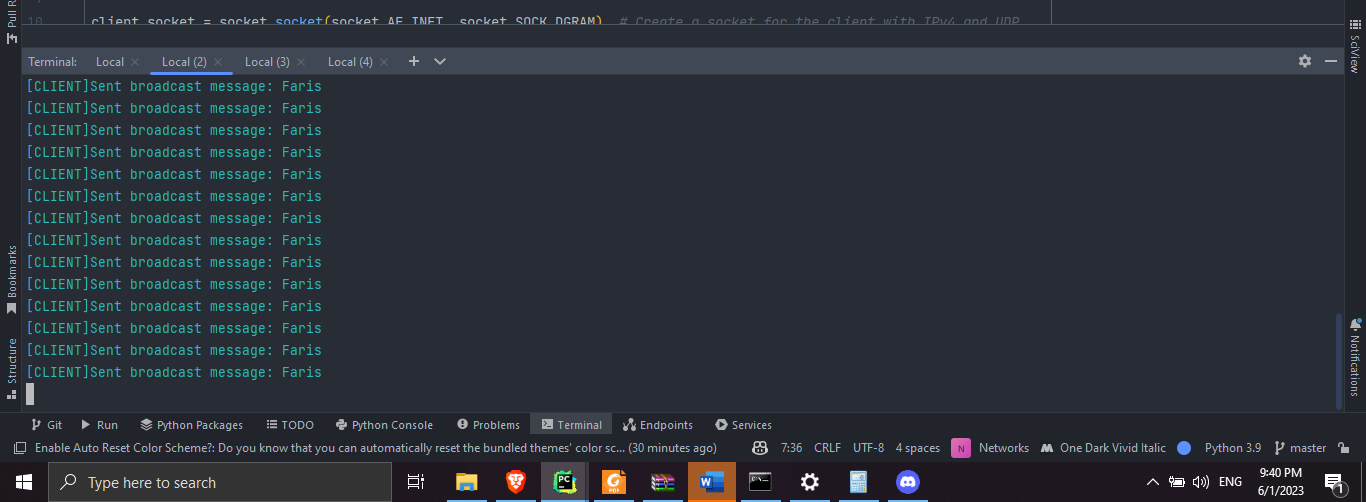 Pull R
10 client_socket = socket.socket(socket.AF_INET, socket.SOCK_DGRAM) # Create a socket for the client with IPv4 and UDP
SciView
Terminal: Local × Local (2) × Local (3) × Local (4) × +
[CLIENT]Sent broadcast message: Faris
[CLIENT]Sent broadcast message: Faris
[CLIENT]Sent broadcast message: Faris
[CLIENT]Sent broadcast message: Faris
[CLIENT]Sent broadcast message: Faris
[CLIENT]Sent broadcast message: Faris
[CLIENT]Sent broadcast message: Faris
[CLIENT]Sent broadcast message: Faris
[CLIENT]Sent broadcast message: Faris
[CLIENT]Sent broadcast message: Faris
[CLIENT]Sent broadcast message: Faris
[CLIENT]Sent broadcast message: Faris
[CLIENT]Sent broadcast message: Faris
[CLIENT]Sent broadcast message: Faris
Bookmarks
Structure
Notifications
Git Run Python Packages TODO Python Console Problems Terminal Endpoints Services
Enable Auto Reset Color Scheme?: Do you know that you can automatically reset the bundled themes' color sc... (30 minutes ago) 7:36 CRLF UTF-8 4 spaces N Networks One Dark Vivid Italic Python 3.9 master
Type here to search PC PDF W ENG 9:40 PM
6/1/2023 1